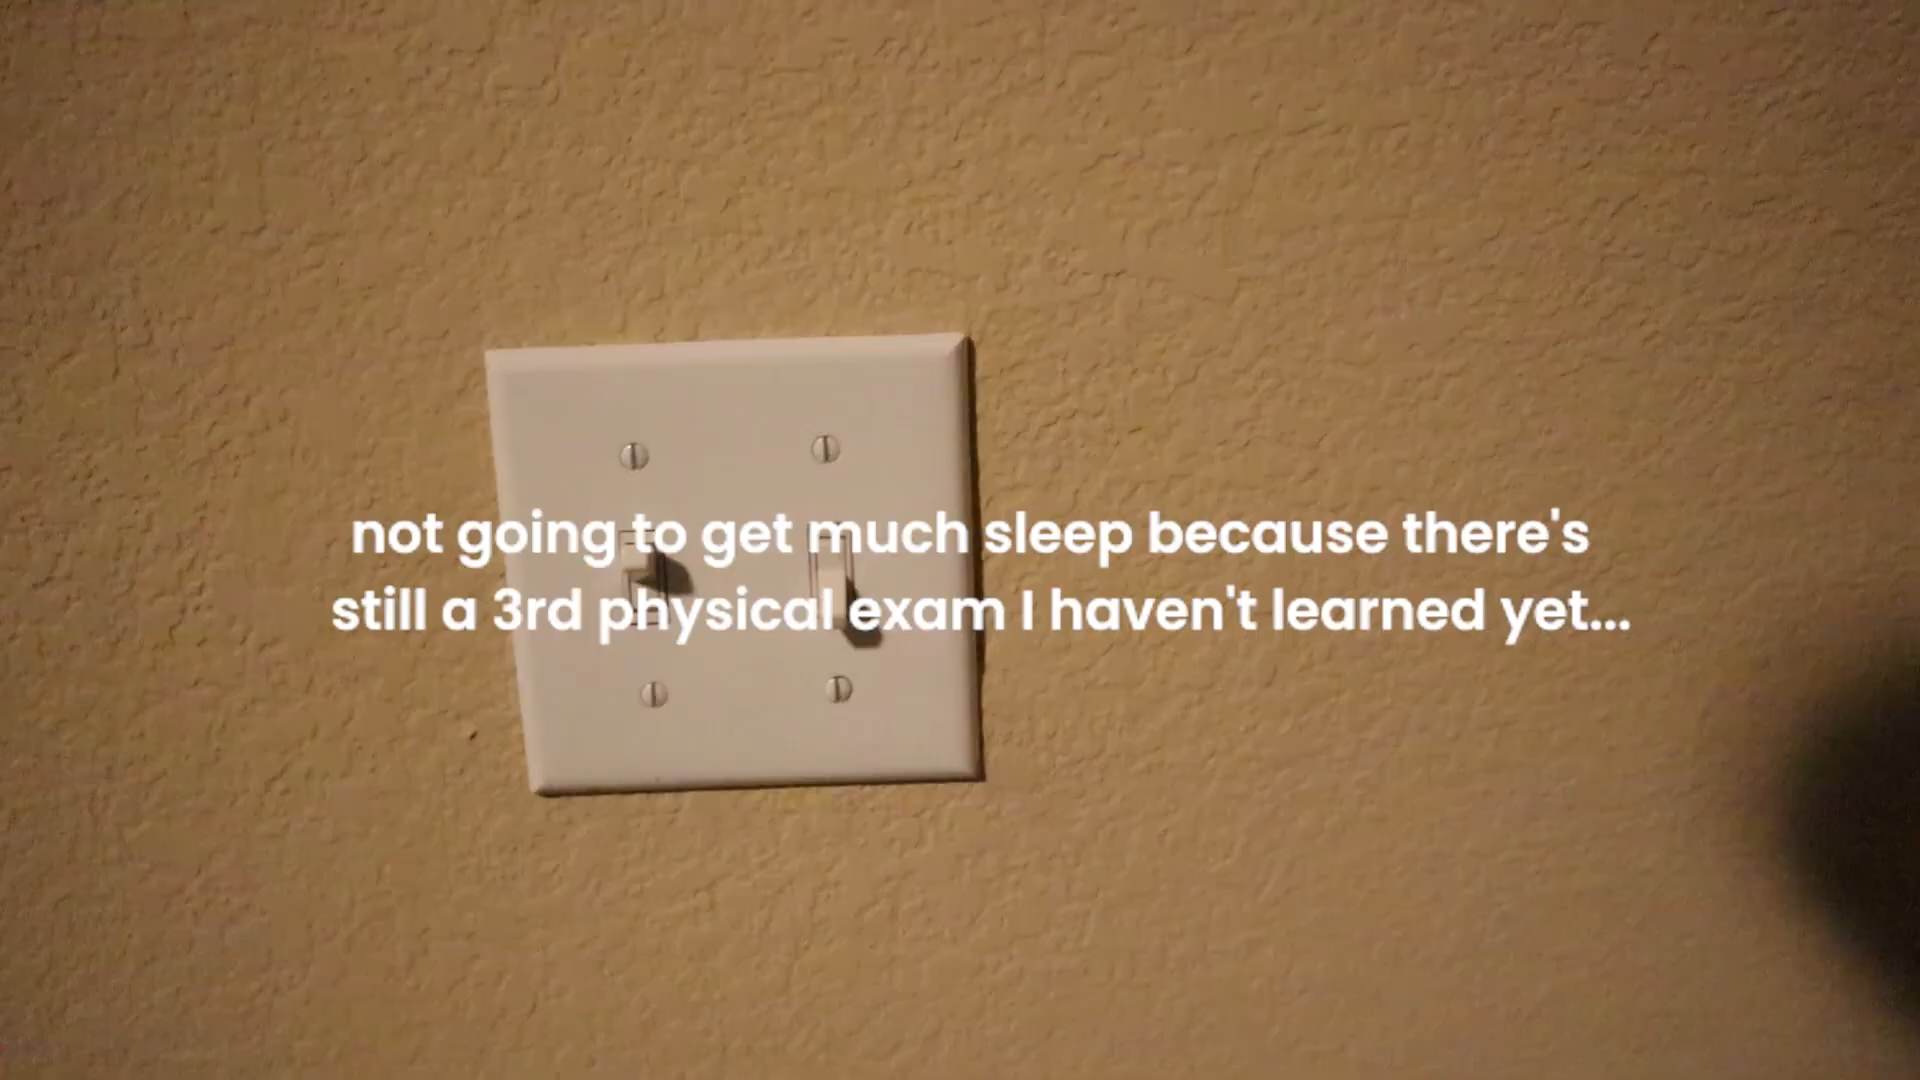 not going to get much sleep because there's
still a 3rd physical exam I haven't learned yet...